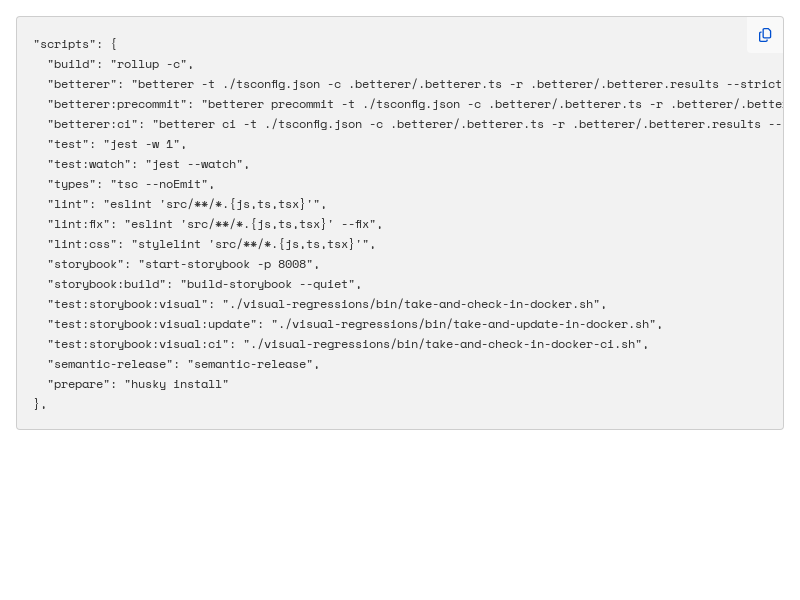 "scripts": {
"build": "rollup -c",
"betterer": "betterer -t ./tsconfig.json -c .betterer/.betterer.ts -r .betterer/.betterer.results --strict
"betterer:precommit": "betterer precommit -t ./tsconfig.json -c .betterer/.betterer.ts -r .betterer/.bette
"betterer:ci": "betterer ci -t ./tsconfig.json -c .betterer/.betterer.ts -r .betterer/.betterer.results --
"test": "jest -w 1",
"test:watch": "jest --watch",
"types": "tsc --noEmit",
"lint": "eslint 'src/**/*.{js,ts,tsx}'",
"lint:fix": "eslint 'src/**/*.{js,ts,tsx}' --fix",
"lint:css": "stylelint 'src/**/*.{js,ts,tsx}'",
"storybook": "start-storybook -p 8008",
"storybook:build": "build-storybook --quiet",
"test:storybook:visual": "./visual-regressions/bin/take-and-check-in-docker.sh",
"test:storybook:visual:update": "./visual-regressions/bin/take-and-update-in-docker.sh",
"test:storybook:visual:ci": "./visual-regressions/bin/take-and-check-in-docker-ci.sh",
"semantic-release": "semantic-release",
"prepare": "husky install"
},